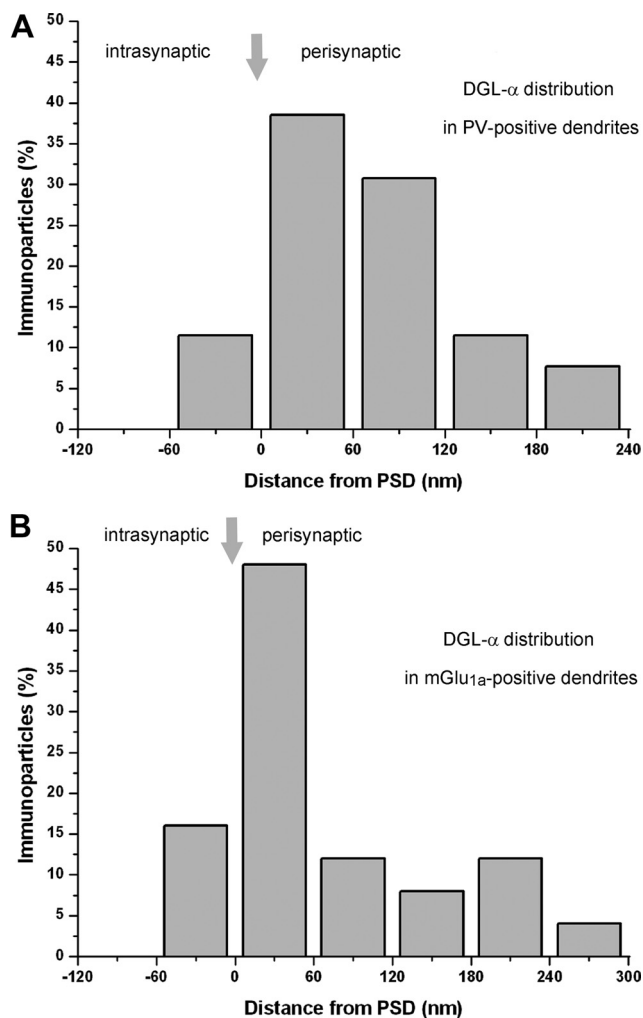 A
50
45
40
35
30
25
20
15
10
5
0
Immunoparticles (%)
intrasynaptic
perisynaptic
DGL-α distribution
in PV-positive dendrites
-120
-60
0
60
120
180
240
Distance from PSD (nm)
B
50
45
40
35
30
25
20
15
10
5
0
Immunoparticles (%)
intrasynaptic
perisynaptic
DGL-α distribution
in mGlu1a-positive dendrites
-120
-60
0
60
120
180
240
300
Distance from PSD (nm)